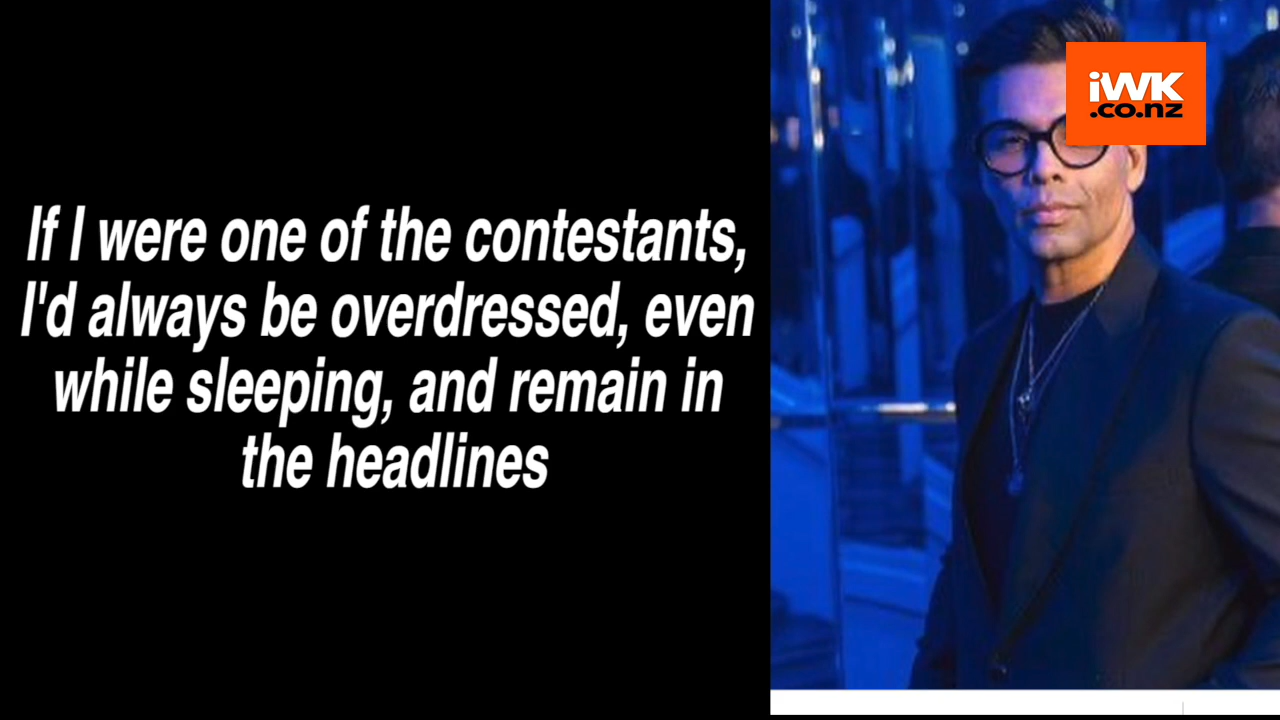 If I were one of the contestants,
I'd always be overdressed, even
while sleeping, and remain in
the headlines
iWK
.co.nz